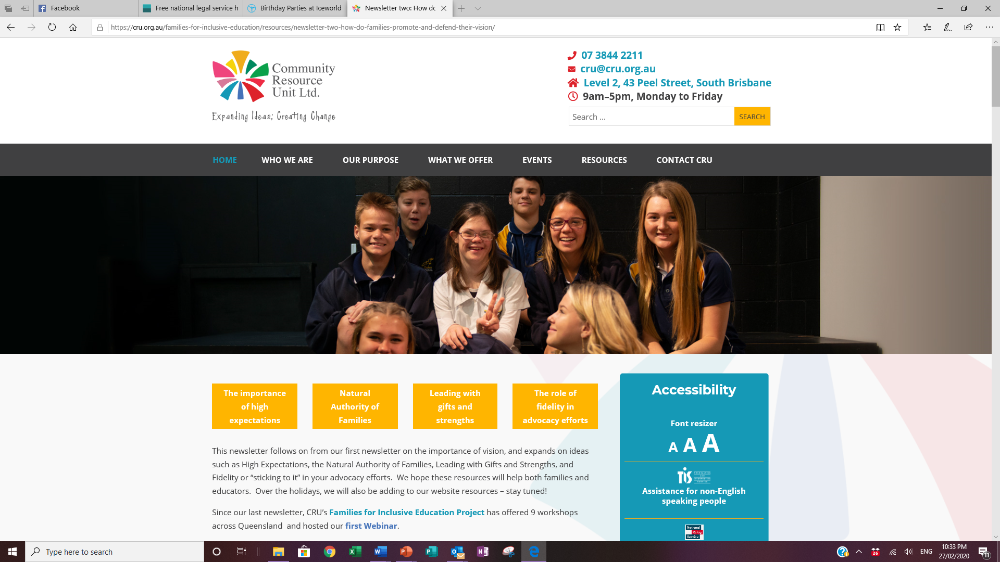 Facebook
Free national legal service h
Birthday Parties at Iceworld
Newsletter two: How do
https://cru.org.au/families-for-inclusive-education/resources/newsletter-two-how-do-families-promote-and-defend-their-vision/
Community
Resource
Unit Ltd.
Expanding Ideas; Creating Change
07 3844 2211
cru@cru.org.au
Level 2, 43 Peel Street, South Brisbane
9am–5pm, Monday to Friday
Search ...
SEARCH
HOME WHO WE ARE OUR PURPOSE WHAT WE OFFER EVENTS RESOURCES CONTACT CRU
The importance
of high
expectations
Natural
Authority of
Families
Leading with
gifts and
strengths
The role of
fidelity in
advocacy efforts
This newsletter follows on from our first newsletter on the importance of vision, and expands on ideas
such as High Expectations, the Natural Authority of Families, Leading with Gifts and Strengths, and
Fidelity or “sticking to it” in your advocacy efforts.  We hope these resources will help both families and
educators.  Over the holidays, we will also be adding to our website resources – stay tuned!
Since our last newsletter, CRU’s Families for Inclusive Education Project has offered 9 workshops
across Queensland  and hosted our first Webinar.
Accessibility
Font resizer
A A A
TIS TRANSLATING AND INTERPRETING SERVICE
Assistance for non-English
speaking people
National
Relay
Service
Type here to search
26
ENG
10:33 PM
27/02/2020
11